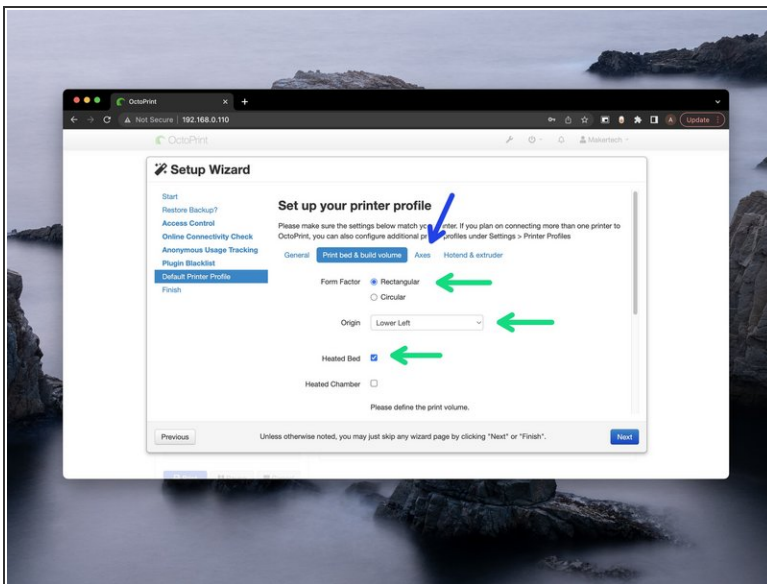 OctoPrint
Not Secure | 192.168.0.110
Update
OctoPrint
Makertech
Setup Wizard
Start
Restore Backup?
Access Control
Online Connectivity Check
Anonymous Usage Tracking
Plugin Blacklist
Default Printer Profile
Finish
Set up your printer profile
Please make sure the settings below match printer. If you plan on connecting more than one printer to
OctoPrint, you can also configure additional profiles under Settings > Printer Profiles
General Print bed & build volume Axes Hotend & extruder
Form Factor Rectangular
Circular
Origin Lower Left
Heated Bed
Heated Chamber
Please define the print volume.
Previous Unless otherwise noted, you may just skip any wizard page by clicking "Next" or "Finish". Next